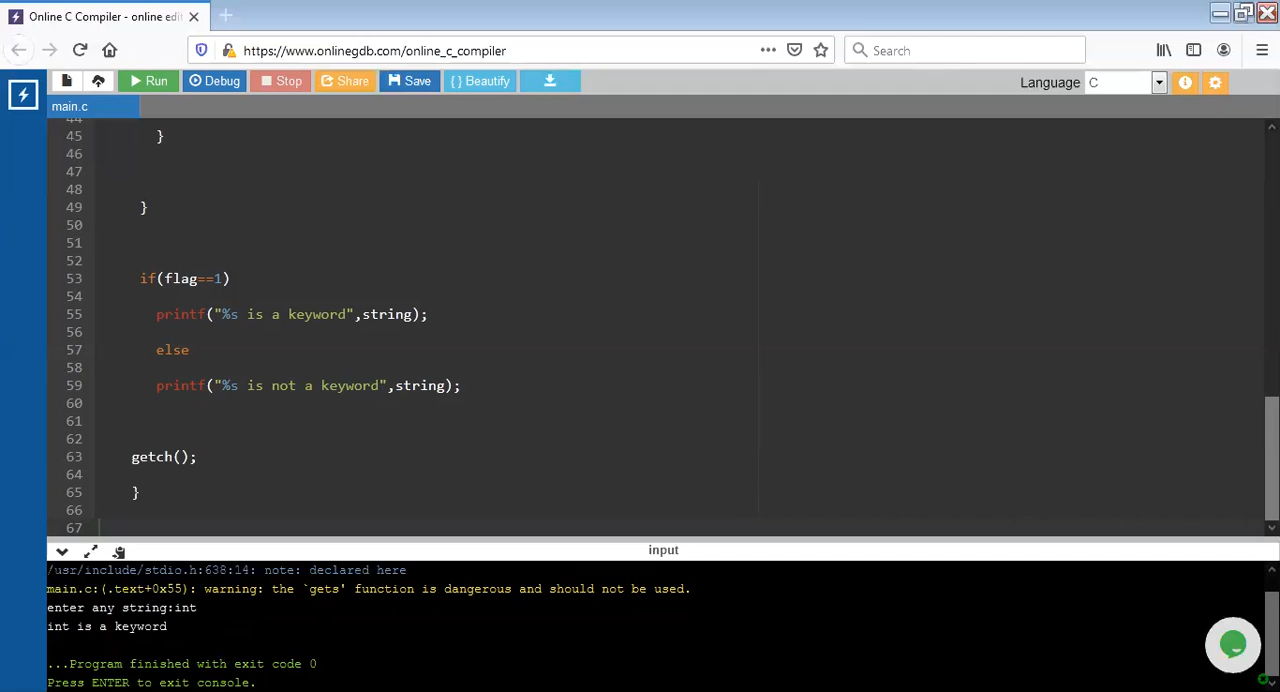 Online C Compiler - online edi
https://www.onlinegdb.com/online_c_compiler
Search
Run
Debug
Stop
Share
Save
{ } Beautify
Language
C
main.c
44
45 }
46
47
48
49 }
50
51
52
53 if(flag==1)
54
55 printf("%s is a keyword",string);
56
57 else
58
59 printf("%s is not a keyword",string);
60
61
62
63 getch();
64
65 }
66
67
input
/usr/include/stdio.h:638:14: note: declared here
main.c:(.text+0x55): warning: the `gets' function is dangerous and should not be used.
enter any string:int
int is a keyword
...Program finished with exit code 0
Press ENTER to exit console.